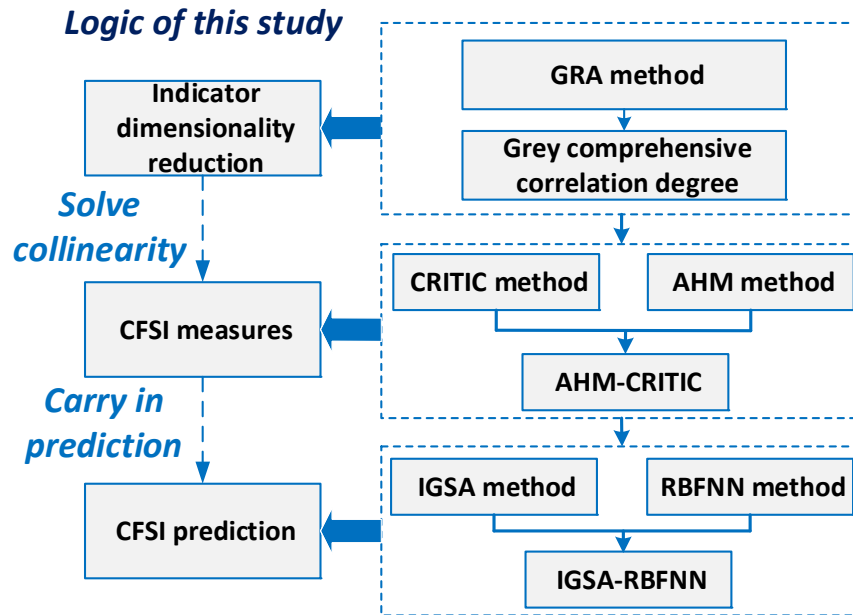 Logic of this study
GRA method
Indicator
dimensionality
reduction
Grey comprehensive
correlation degree
Solve
collinearity
CRITIC method
AHM method
CFSI measures
AHM-CRITIC
Carry in
prediction
IGSA method
RBFNN method
CFSI prediction
IGSA-RBFNN